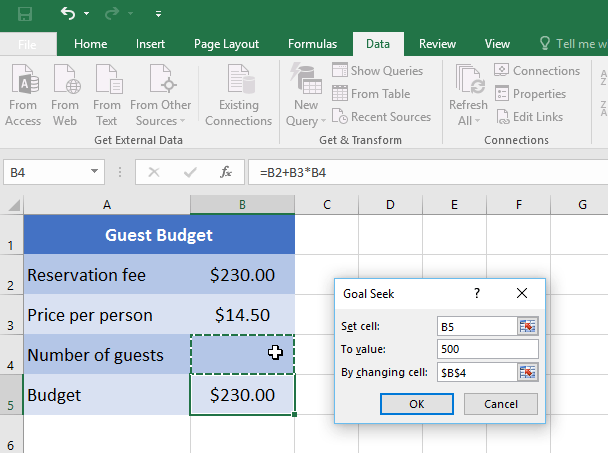 File Home Insert Page Layout Formulas Data Review View Tell me w
From Access From Web From Text From Other Sources Existing Connections New Query Refresh All
Show Queries Connections
From Table Properties
Recent Sources Edit Links
A
Z
Z
A
Get External Data Get & Transform Connections
B4 fx =B2+B3*B4
A B C D E F G
1 Guest Budget
2 Reservation fee $230.00
3 Price per person $14.50
4 Number of guests
5 Budget $230.00
6
Goal Seek ?
Set cell: B5
To value: 500
By changing cell: $B$4
OK Cancel